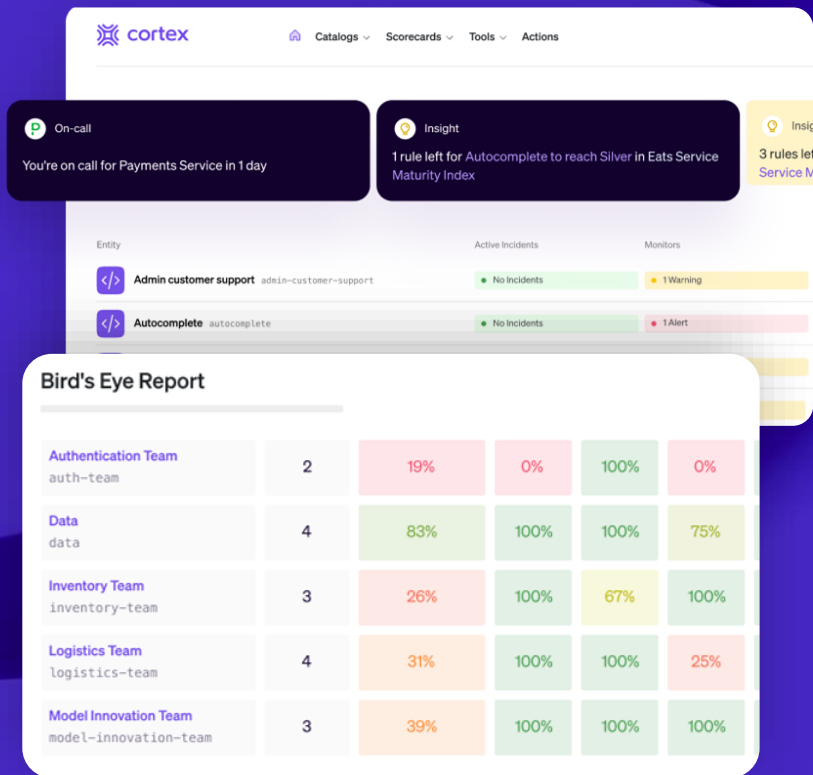 cortex
Catalogs
Scorecards
Tools
Actions
On-call
You're on call for Payments Service in 1 day
Insight
1 rule left for Autocomplete to reach Silver in Eats Service
Maturity Index
3 rules
Service
Entity
Active Incidents
Monitors
Admin customer support admin-customer-support
No Incidents
1 Warning
Autocomplete autocomplete
No Incidents
1 Alert
Bird's Eye Report
Authentication Team
auth-team
2
19%
0%
100%
0%
Data
data
4
83%
100%
100%
75%
Inventory Team
inventory-team
3
26%
100%
67%
100%
Logistics Team
logistics-team
4
31%
100%
100%
25%
Model Innovation Team
model-innovation-team
3
39%
100%
100%
100%